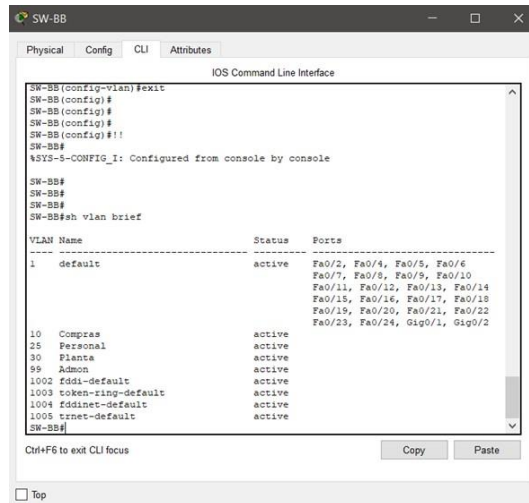 SW-BB
Physical Config CLI Attributes
IOS Command Line Interface
SW-BB(config-vlan)#exit
SW-BB(config)#
SW-BB(config)#
SW-BB(config)#
SW-BB(config)#!!
SW-BB#
%SYS-5-CONFIG_I: Configured from console by console
SW-BB#
SW-BB#
SW-BB#
SW-BB#sh vlan brief
VLAN Name Status Ports
---- -------------------------------- --------- -------------------------------
1 default active Fa0/2, Fa0/4, Fa0/5, Fa0/6
Fa0/7, Fa0/8, Fa0/9, Fa0/10
Fa0/11, Fa0/12, Fa0/13, Fa0/14
Fa0/15, Fa0/16, Fa0/17, Fa0/18
Fa0/19, Fa0/20, Fa0/21, Fa0/22
Fa0/23, Fa0/24, Gig0/1, Gig0/2
10 Compras active
25 Personal active
30 Planta active
99 Admon active
1002 fddi-default active
1003 token-ring-default active
1004 fddinet-default active
1005 trnet-default active
SW-BB#
Ctrl+F6 to exit CLI focus
Copy Paste
Top